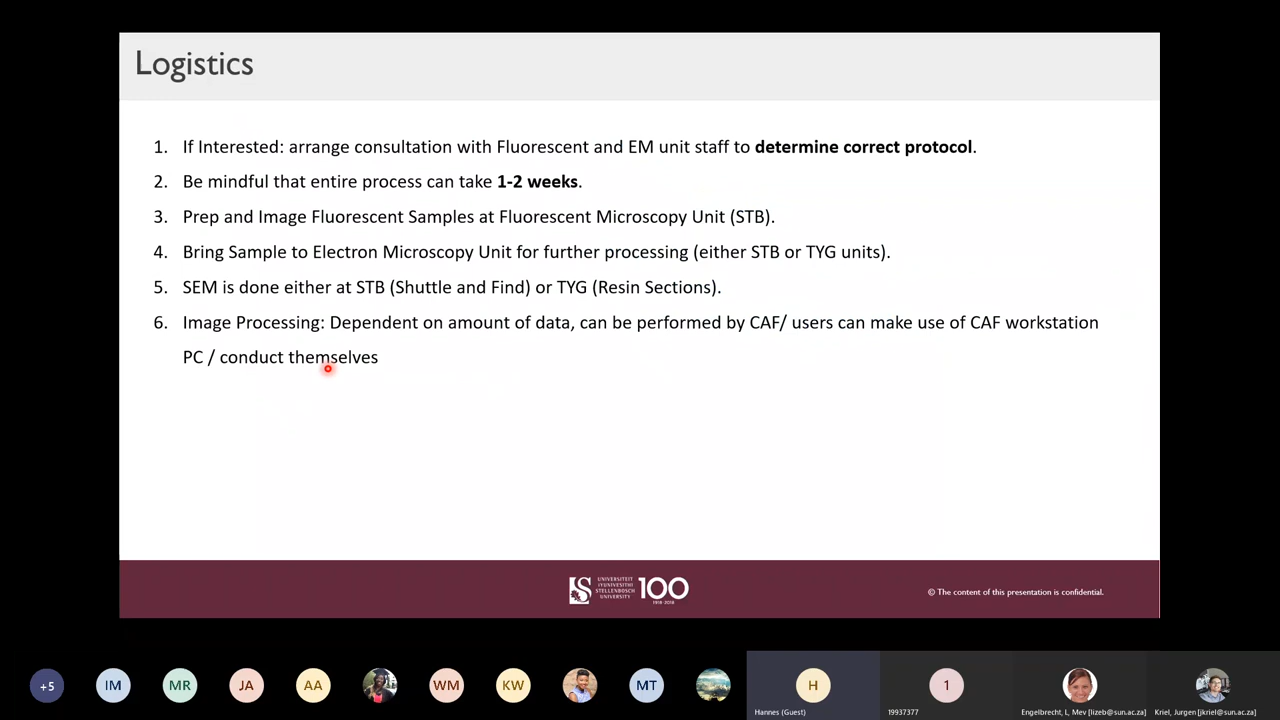 Logistics
1. If Interested: arrange consultation with Fluorescent and EM unit staff to determine correct protocol.
2. Be mindful that entire process can take 1-2 weeks.
3. Prep and Image Fluorescent Samples at Fluorescent Microscopy Unit (STB).
4. Bring Sample to Electron Microscopy Unit for further processing (either STB or TYG units).
5. SEM is done either at STB (Shuttle and Find) or TYG (Resin Sections).
6. Image Processing: Dependent on amount of data, can be performed by CAF/ users can make use of CAF workstation
PC / conduct themselves
UNIVERSITEIT
IYUNIVESITHI
STELLENBOSCH
UNIVERSITY
100
1918·2018
© The content of this presentation is confidential.
+5 IM MR JA AA WM KW MT H 1
Hannes (Guest) 19937377 Engelbrecht, L, Mev [lizeb@sun.ac.za] Kriel, Jurgen [jkriel@sun.ac.za]